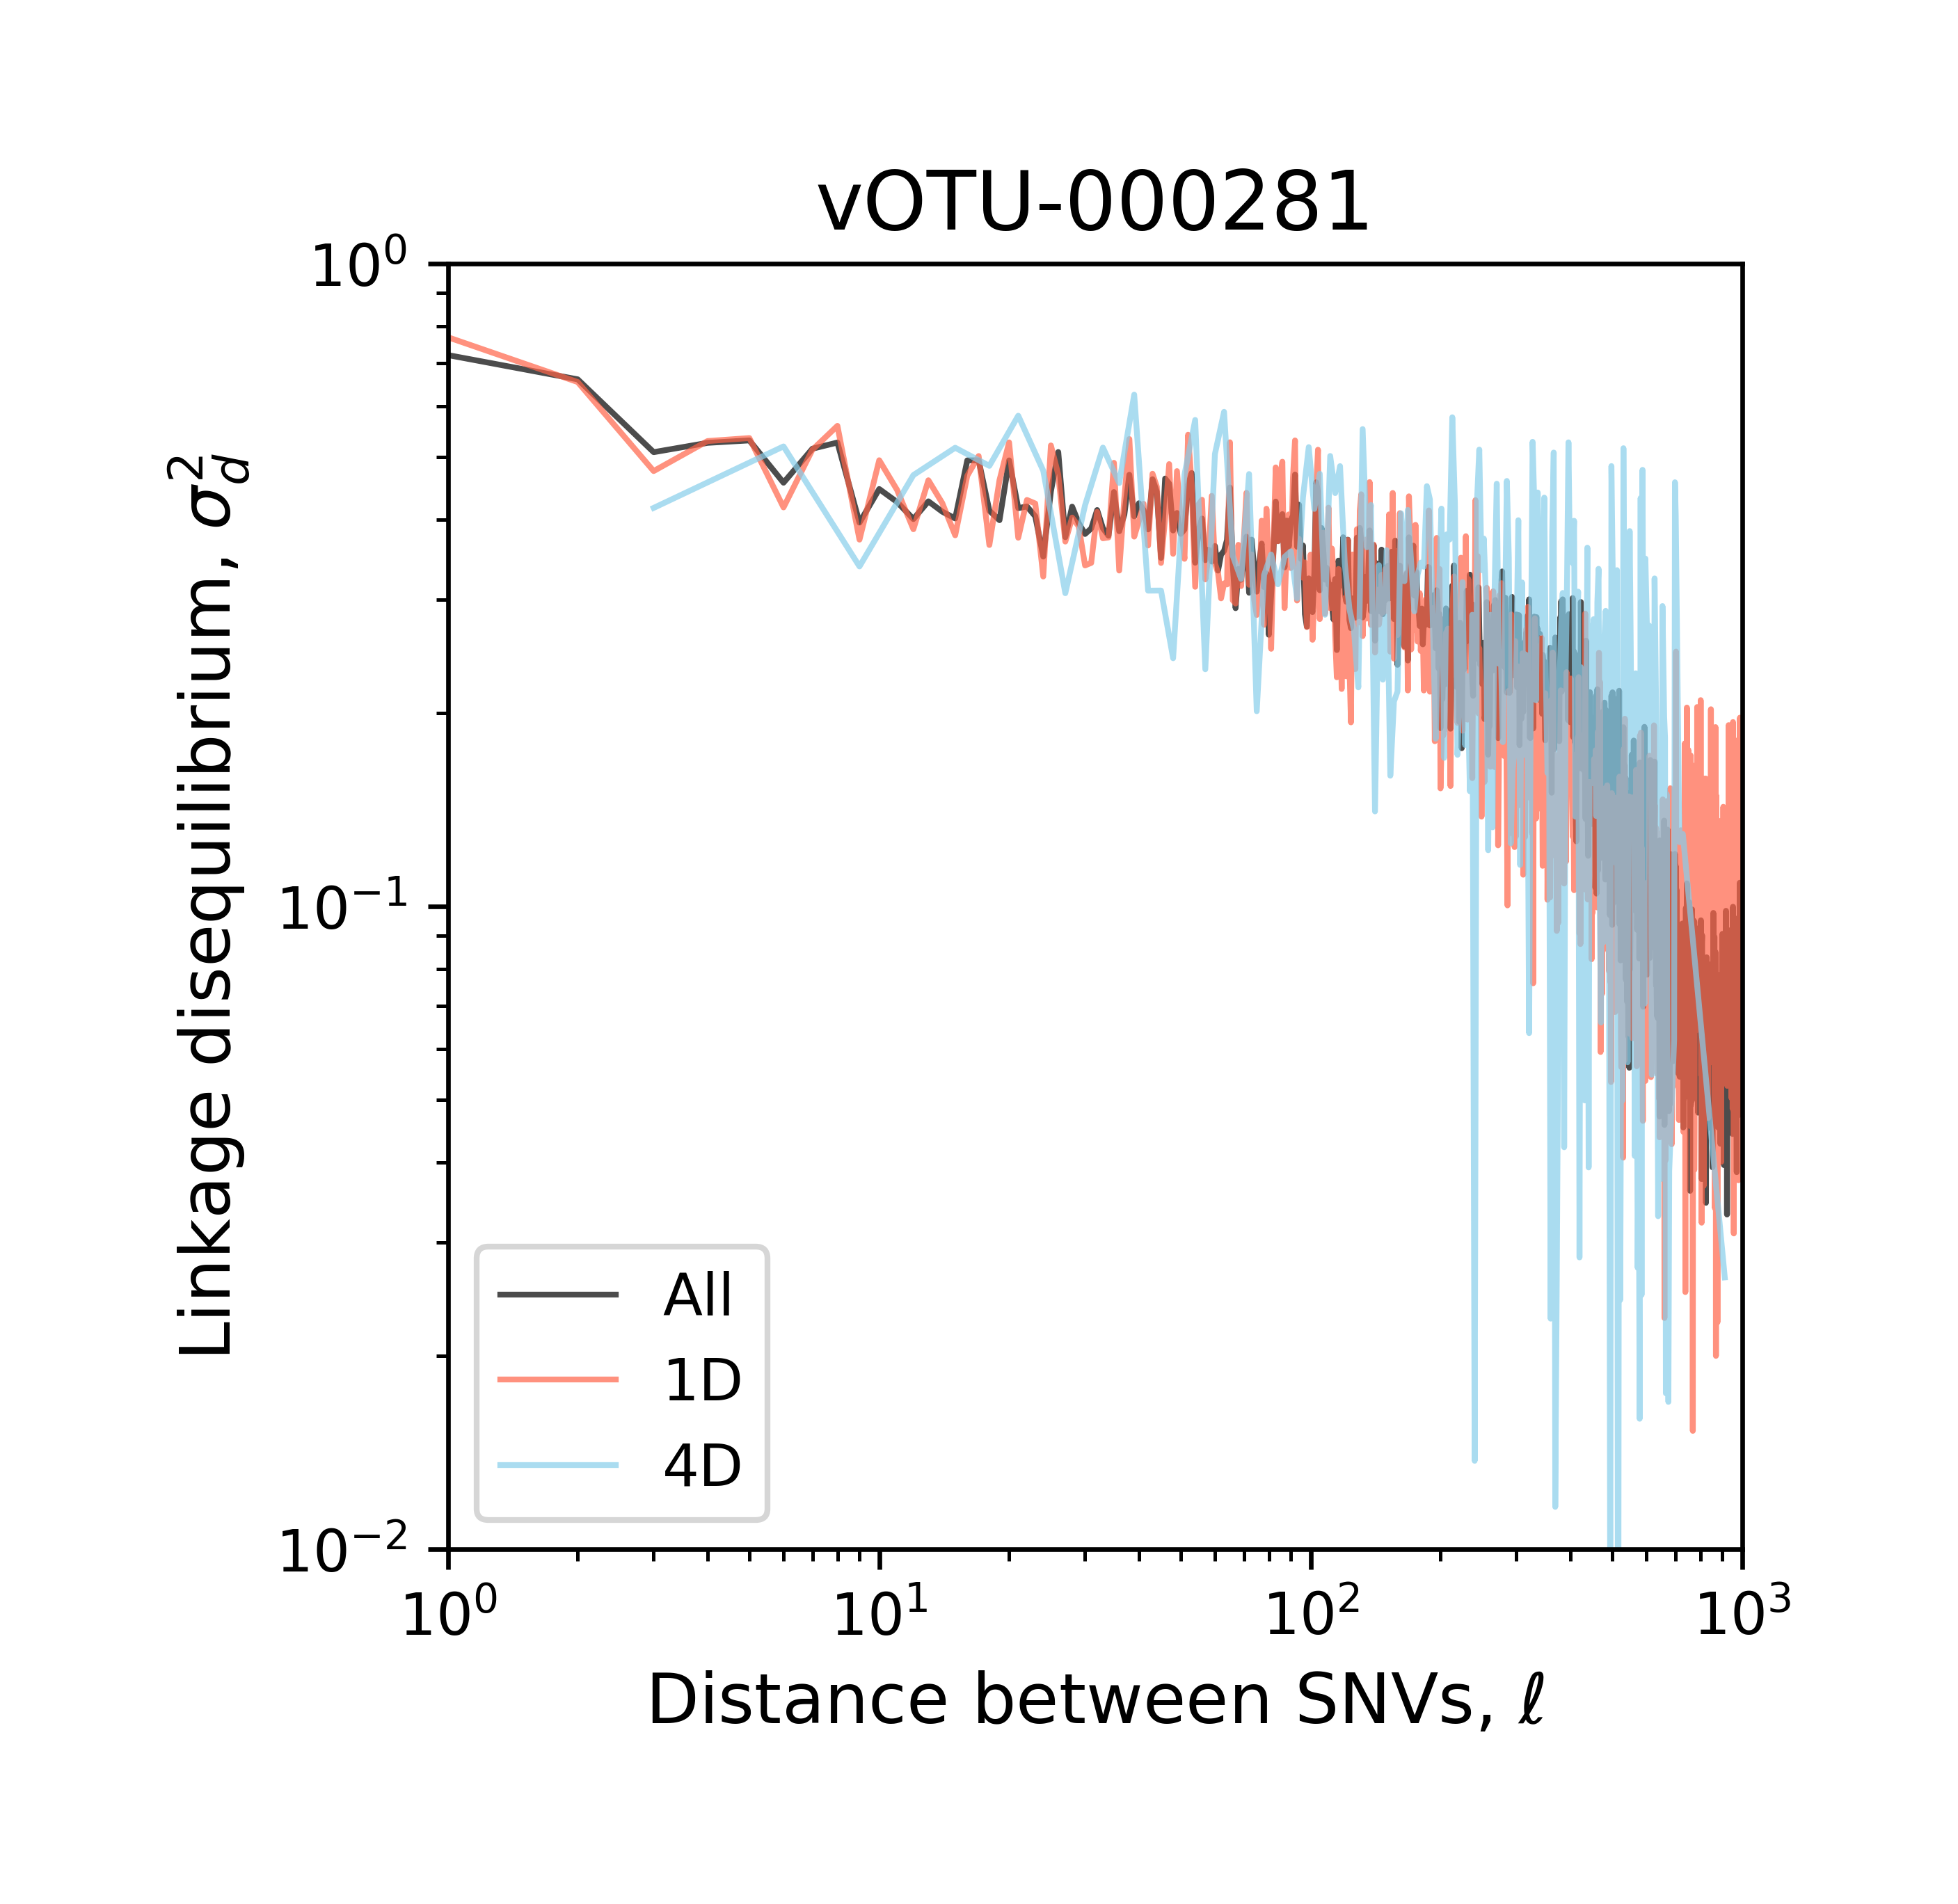 vOTU-000281
Linkage disequilibrium, σ_d^2
10^0
10^-1
10^-2
All
1D
4D
10^0 10^1 10^2 10^3
Distance between SNVs, ℓ